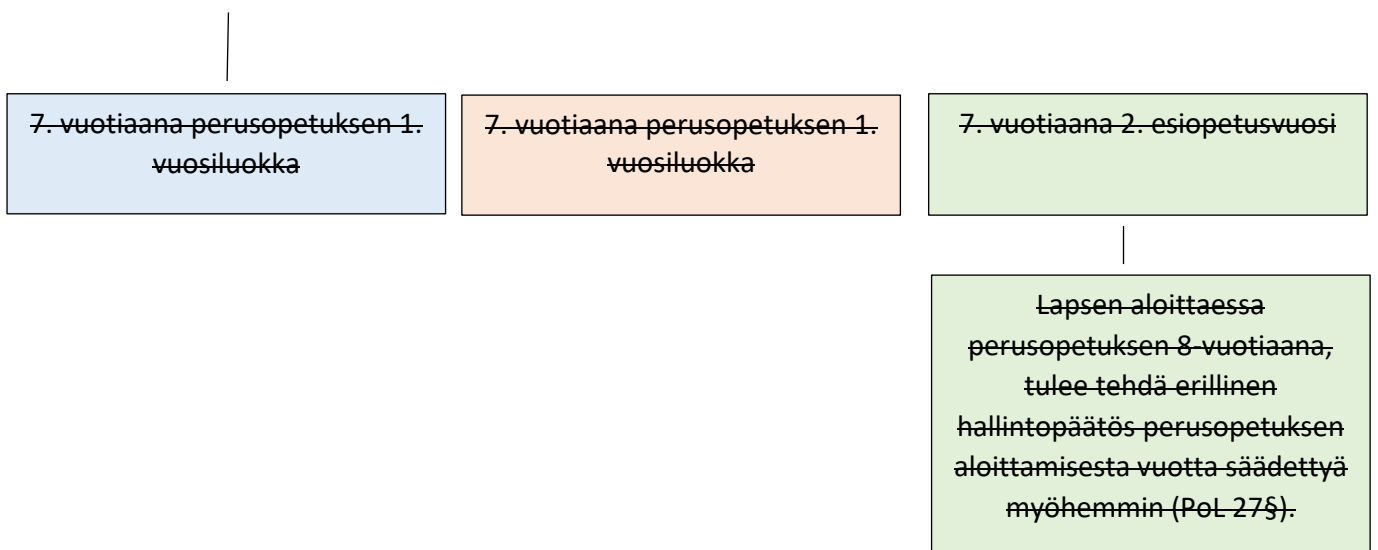 7. vuotiaana perusopetuksen 1.
vuosiluokka
7. vuotiaana perusopetuksen 1.
vuosiluokka
7. vuotiaana 2. esiopetusvuosi
Lapsen aloittaessa
perusopetuksen 8-vuotiaana,
tulee tehdä erillinen
hallintopäätös perusopetuksen
aloittamisesta vuotta säädettyä
myöhemmin (PoL 27§).